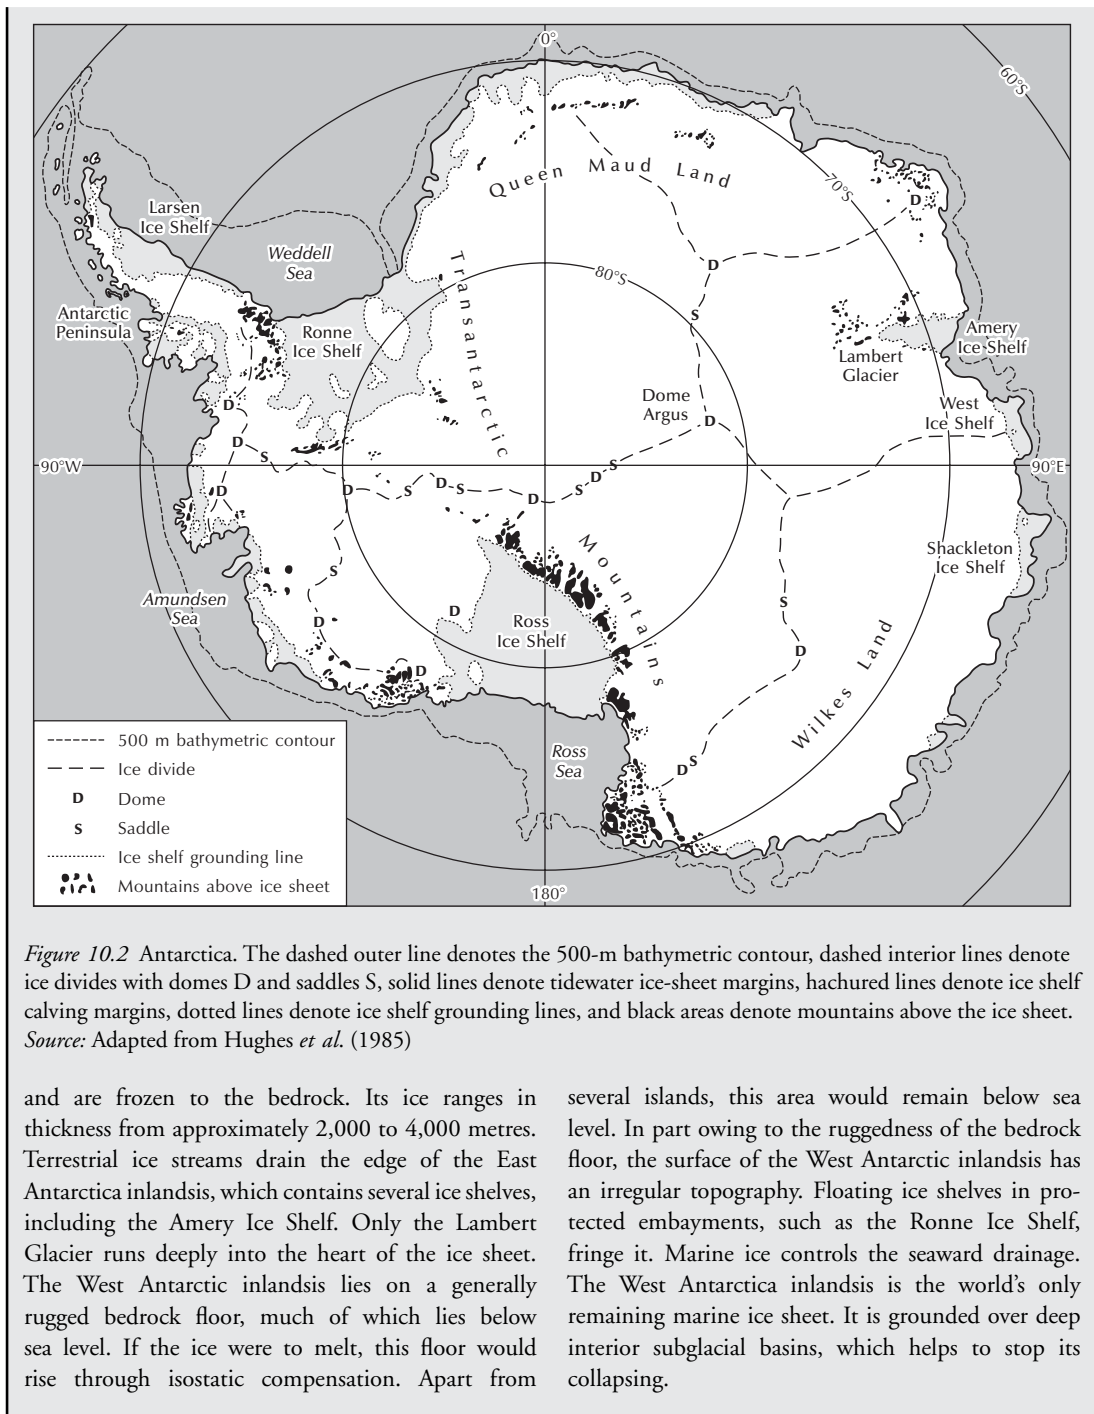 0°
60°S
Queen Maud Land
70°S
Larsen
Ice Shelf
Weddell
Sea
Transantarctic
80°S
Antarctic
Peninsula
Ronne
Ice Shelf
Amery
Ice Shelf
Lambert
Glacier
Dome
Argus
West
Ice Shelf
D
D
S
D
D
D
S
90°W
S
D
D
S
D
S
D
S
D
90°E
Mountains
Shackleton
Ice Shelf
S
Amundsen
Sea
D
D
Ross
Ice Shelf
S
D
D
Wilkes Land
Ross
Sea
D
S
500 m bathymetric contour
Ice divide
D Dome
S Saddle
Ice shelf grounding line
Mountains above ice sheet
180°
Figure 10.2 Antarctica. The dashed outer line denotes the 500-m bathymetric contour, dashed interior lines denote
ice divides with domes D and saddles S, solid lines denote tidewater ice-sheet margins, hachured lines denote ice shelf
calving margins, dotted lines denote ice shelf grounding lines, and black areas denote mountains above the ice sheet.
Source: Adapted from Hughes et al. (1985)
and are frozen to the bedrock. Its ice ranges in
thickness from approximately 2,000 to 4,000 metres.
Terrestrial ice streams drain the edge of the East
Antarctica inlandsis, which contains several ice shelves,
including the Amery Ice Shelf. Only the Lambert
Glacier runs deeply into the heart of the ice sheet.
The West Antarctic inlandsis lies on a generally
rugged bedrock floor, much of which lies below
sea level. If the ice were to melt, this floor would
rise through isostatic compensation. Apart from
several islands, this area would remain below sea
level. In part owing to the ruggedness of the bedrock
floor, the surface of the West Antarctic inlandsis has
an irregular topography. Floating ice shelves in pro-
tected embayments, such as the Ronne Ice Shelf,
fringe it. Marine ice controls the seaward drainage.
The West Antarctica inlandsis is the world's only
remaining marine ice sheet. It is grounded over deep
interior subglacial basins, which helps to stop its
collapsing.